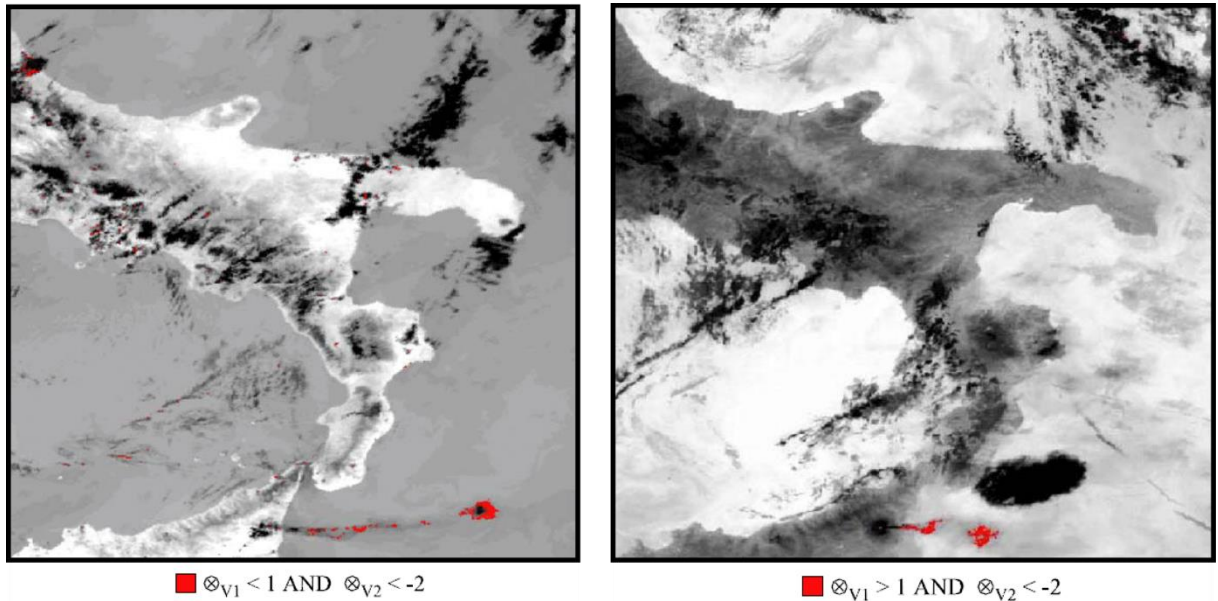 ⊗V1 < 1 AND ⊗V2 < -2
⊗V1 > 1 AND ⊗V2 < -2